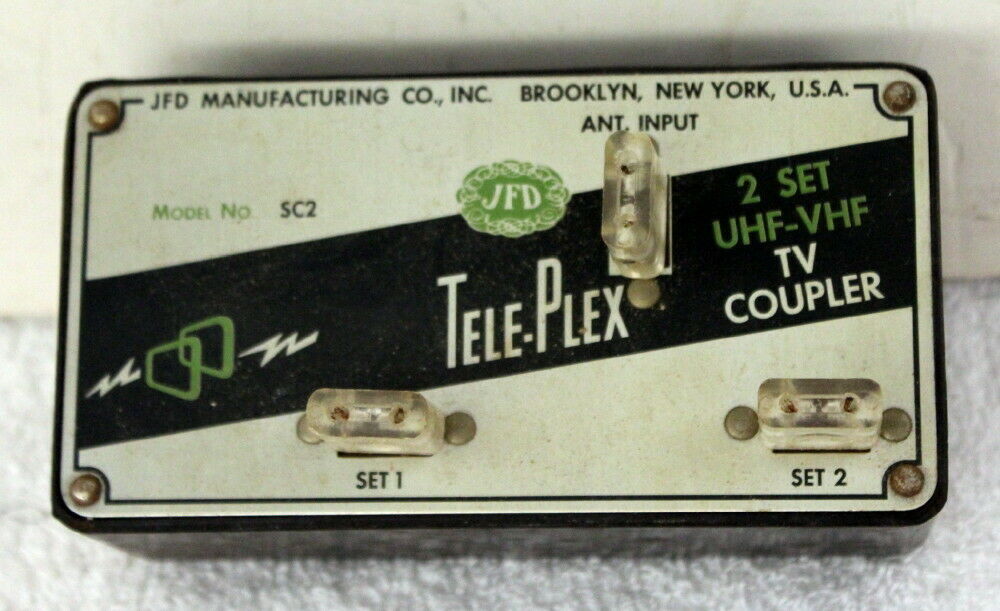 JFD MANUFACTURING CO., INC. BROOKLYN, NEW YORK, U.S.A.
ANT. INPUT
MODEL NO. SC2
JFD
2 SET
UHF-VHF
TV
COUPLER
TELE-PLEX
SET 1
SET 2